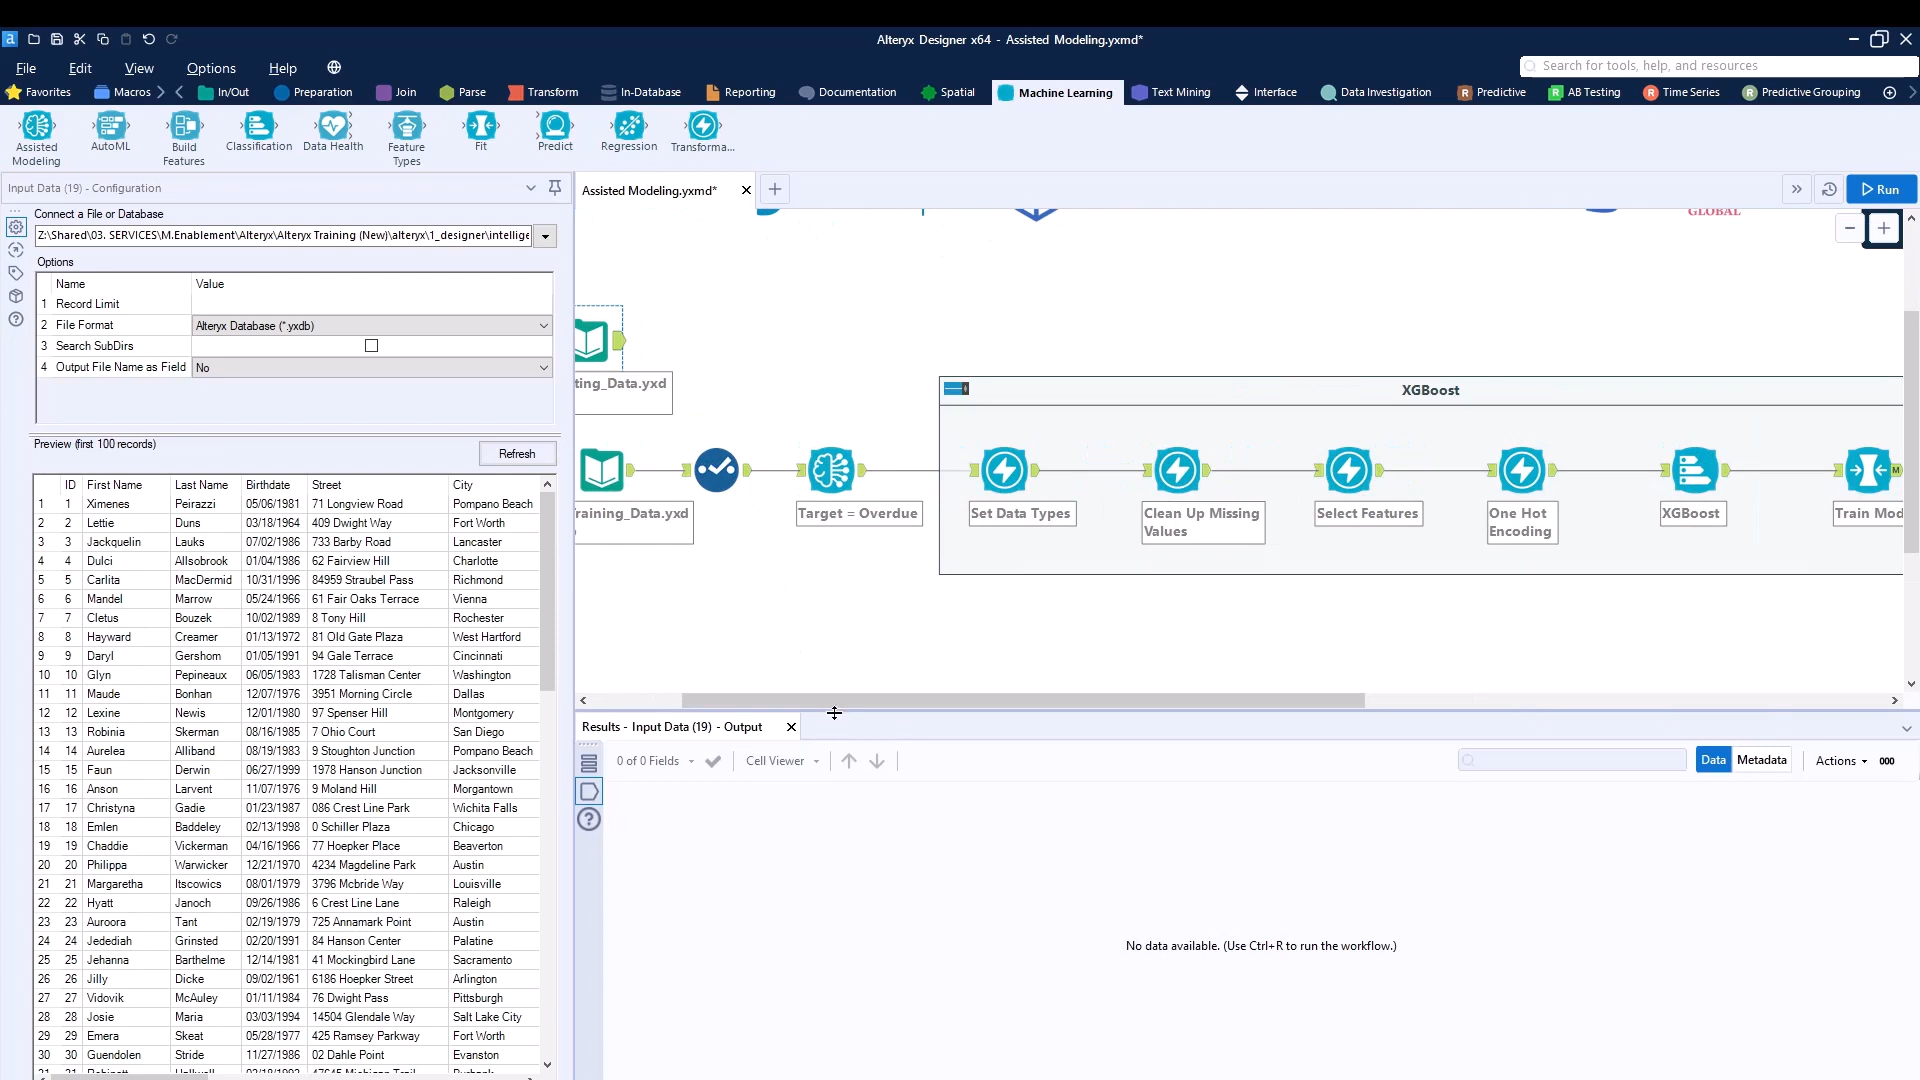 Alteryx Designer x64 - Assisted Modeling.yxmd*
File Edit View Options Help
Search for tools, help, and resources
Favorites Macros In/Out Preparation Join Parse Transform In-Database Reporting Documentation Spatial Machine Learning Text Mining Interface Data Investigation Predictive AB Testing Time Series Predictive Grouping
Assisted Modeling
AutoML
Build Features
Classification
Data Health
Feature Types
Fit
Predict
Regression
Transforma...
Input Data (19) - Configuration
Connect a File or Database
Z:\Shared\03. SERVICES\M.Enablement\Alteryx\Alteryx Training (New)\alteryx\1_designer\intellige
Options
Name Value
1 Record Limit
2 File Format Alteryx Database (*.yxdb)
3 Search SubDirs
4 Output File Name as Field No
Preview (first 100 records)
Refresh
ID First Name Last Name Birthdate Street City
1 1 Ximenes Peirazzi 05/06/1981 71 Longview Road Pompano Beach
2 2 Lettie Duns 03/18/1964 409 Dwight Way Fort Worth
3 3 Jackquelin Lauks 07/02/1986 733 Barby Road Lancaster
4 4 Dulci Allsobrook 01/04/1986 62 Fairview Hill Charlotte
5 5 Carlita MacDermid 10/31/1996 84959 Straubel Pass Richmond
6 6 Mandel Marrow 05/24/1966 61 Fair Oaks Terrace Vienna
7 7 Cletus Bouzek 10/02/1989 8 Tony Hill Rochester
8 8 Hayward Creamer 01/13/1972 81 Old Gate Plaza West Hartford
9 9 Daryl Gershom 01/05/1991 94 Gale Terrace Cincinnati
10 10 Glyn Pepineaux 06/05/1983 1728 Talisman Center Washington
11 11 Maude Bonhan 12/07/1976 3951 Morning Circle Dallas
12 12 Lexine Newis 12/01/1980 97 Spenser Hill Montgomery
13 13 Robinia Skerman 08/16/1985 7 Ohio Court San Diego
14 14 Aurelea Alliband 08/19/1983 9 Stoughton Junction Pompano Beach
15 15 Faun Derwin 06/27/1999 1978 Hanson Junction Jacksonville
16 16 Anson Larvent 11/07/1976 9 Moland Hill Morgantown
17 17 Christyna Gadie 01/23/1987 086 Crest Line Park Wichita Falls
18 18 Emlen Baddeley 02/13/1998 0 Schiller Plaza Chicago
19 19 Chaddie Vickerman 04/16/1966 77 Hoepker Place Beaverton
20 20 Philippa Warwicker 12/21/1970 4234 Magdeline Park Austin
21 21 Margaretha Itscowics 08/01/1979 3796 Mcbride Way Louisville
22 22 Hyatt Janoch 09/26/1986 6 Crest Line Lane Raleigh
23 23 Auroora Tant 02/19/1979 725 Annamark Point Austin
24 24 Jedediah Grinsted 02/20/1991 84 Hanson Center Palatine
25 25 Jehanna Barthelme 12/14/1981 41 Mockingbird Lane Sacramento
26 26 Jilly Dicke 09/02/1961 6186 Hoepker Street Arlington
27 27 Vidovik McAuley 01/11/1984 76 Dwight Pass Pittsburgh
28 28 Josie Maria 03/03/1994 14504 Glendale Way Salt Lake City
29 29 Emera Skeat 05/28/1977 425 Ramsey Parkway Fort Worth
30 30 Guendolen Stride 11/27/1986 02 Dahle Point Evanston
Assisted Modeling.yxmd*
Run
GLOBAL
ting_Data.yxd
XGBoost
raining_Data.yxd
Target = Overdue
Set Data Types
Clean Up Missing
Values
Select Features
One Hot
Encoding
XGBoost
Train Mod
M
Results - Input Data (19) - Output
0 of 0 Fields Cell Viewer Data Metadata Actions 000
No data available. (Use Ctrl+R to run the workflow.)